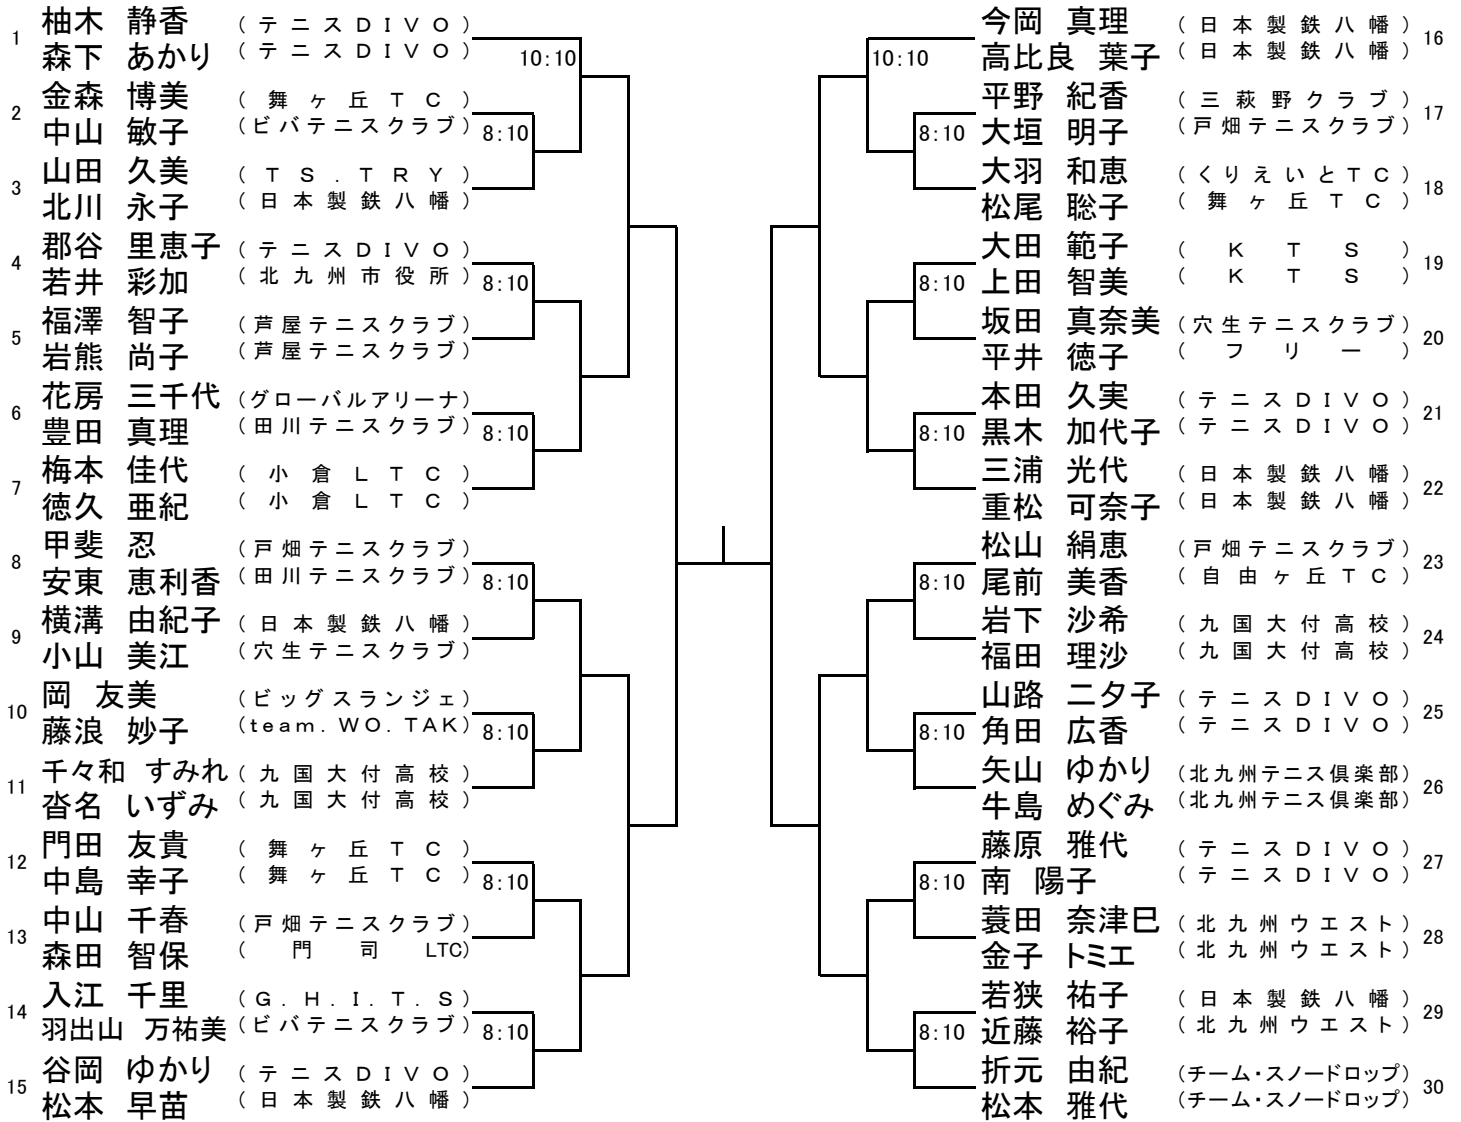 1 柚木 静香 (テニスDIVO)
森下 あかり (テニスDIVO)
10:10
2 金森 博美 (舞ヶ丘TC)
中山 敏子 (ビバテニスクラブ)
8:10
3 山田 久美 (TS.TRY)
北川 永子 (日本製鉄八幡)
4 郡谷 里恵子 (テニスDIVO)
若井 彩加 (北九州市役所)
8:10
5 福澤 智子 (芦屋テニスクラブ)
岩熊 尚子 (芦屋テニスクラブ)
6 花房 三千代 (グローバルアリーナ)
豊田 真理 (田川テニスクラブ)
8:10
7 梅本 佳代 (小倉LTC)
徳久 亜紀 (小倉LTC)
8 甲斐 忍 (戸畑テニスクラブ)
安東 恵利香 (田川テニスクラブ)
8:10
9 横溝 由紀子 (日本製鉄八幡)
小山 美江 (穴生テニスクラブ)
10 岡 友美 (ビッグスランジェ)
藤浪 妙子 (team.WO.TAK)
8:10
11 千々和 すみれ (九国大付高校)
沓名 いずみ (九国大付高校)
12 門田 友貴 (舞ヶ丘TC)
中島 幸子 (舞ヶ丘TC)
8:10
13 中山 千春 (戸畑テニスクラブ)
森田 智保 (門司LTC)
14 入江 千里 (G.H.I.T.S)
羽出山 万祐美 (ビバテニスクラブ)
8:10
15 谷岡 ゆかり (テニスDIVO)
松本 早苗 (日本製鉄八幡)
今岡 真理 (日本製鉄八幡) 16
高比良 葉子 (日本製鉄八幡)
10:10
平野 紀香 (三萩野クラブ) 17
大垣 明子 (戸畑テニスクラブ)
8:10
大羽 和恵 (くりえいとTC) 18
松尾 聡子 (舞ヶ丘TC)
大田 範子 (KTS) 19
上田 智美 (KTS)
8:10
坂田 真奈美 (穴生テニスクラブ) 20
平井 徳子 (フリー)
本田 久実 (テニスDIVO) 21
黒木 加代子 (テニスDIVO)
8:10
三浦 光代 (日本製鉄八幡) 22
重松 可奈子 (日本製鉄八幡)
松山 絹恵 (戸畑テニスクラブ) 23
尾前 美香 (自由ヶ丘TC)
8:10
岩下 沙希 (九国大付高校) 24
福田 理沙 (九国大付高校)
山路 二夕子 (テニスDIVO) 25
角田 広香 (テニスDIVO)
8:10
矢山 ゆかり (北九州テニス倶楽部) 26
牛島 めぐみ (北九州テニス倶楽部)
藤原 雅代 (テニスDIVO) 27
南 陽子 (テニスDIVO)
8:10
蓑田 奈津巳 (北九州ウエスト) 28
金子 トミエ (北九州ウエスト)
若狭 祐子 (日本製鉄八幡) 29
近藤 裕子 (北九州ウエスト)
8:10
折元 由紀 (チーム・スノードロップ) 30
松本 雅代 (チーム・スノードロップ)